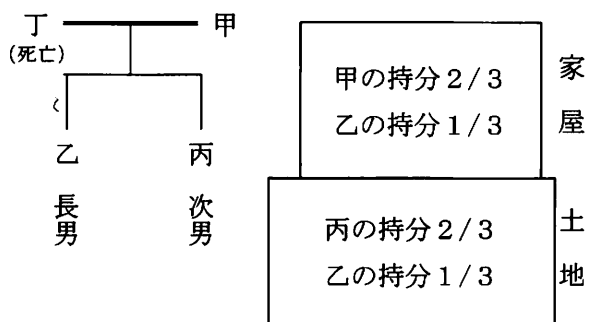 丁 甲
(死亡)
乙 丙
長男 次男
甲の持分2/3
乙の持分1/3
家屋
丙の持分2/3
乙の持分1/3
土地